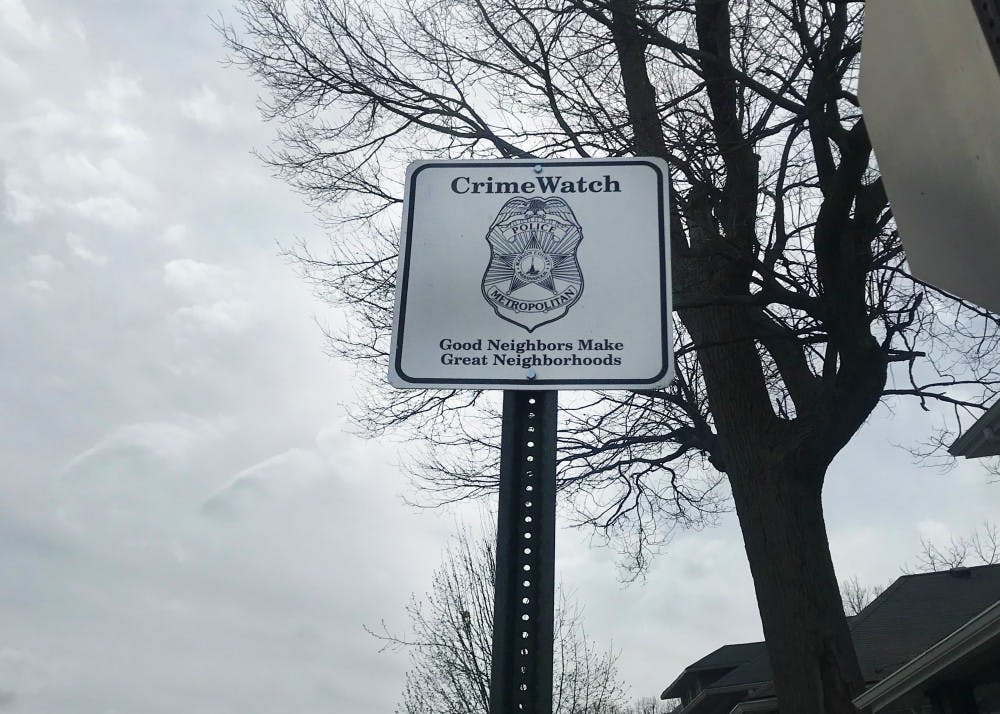 CrimeWatch
POLICE
METROPOLITAN
Good Neighbors Make
Great Neighborhoods